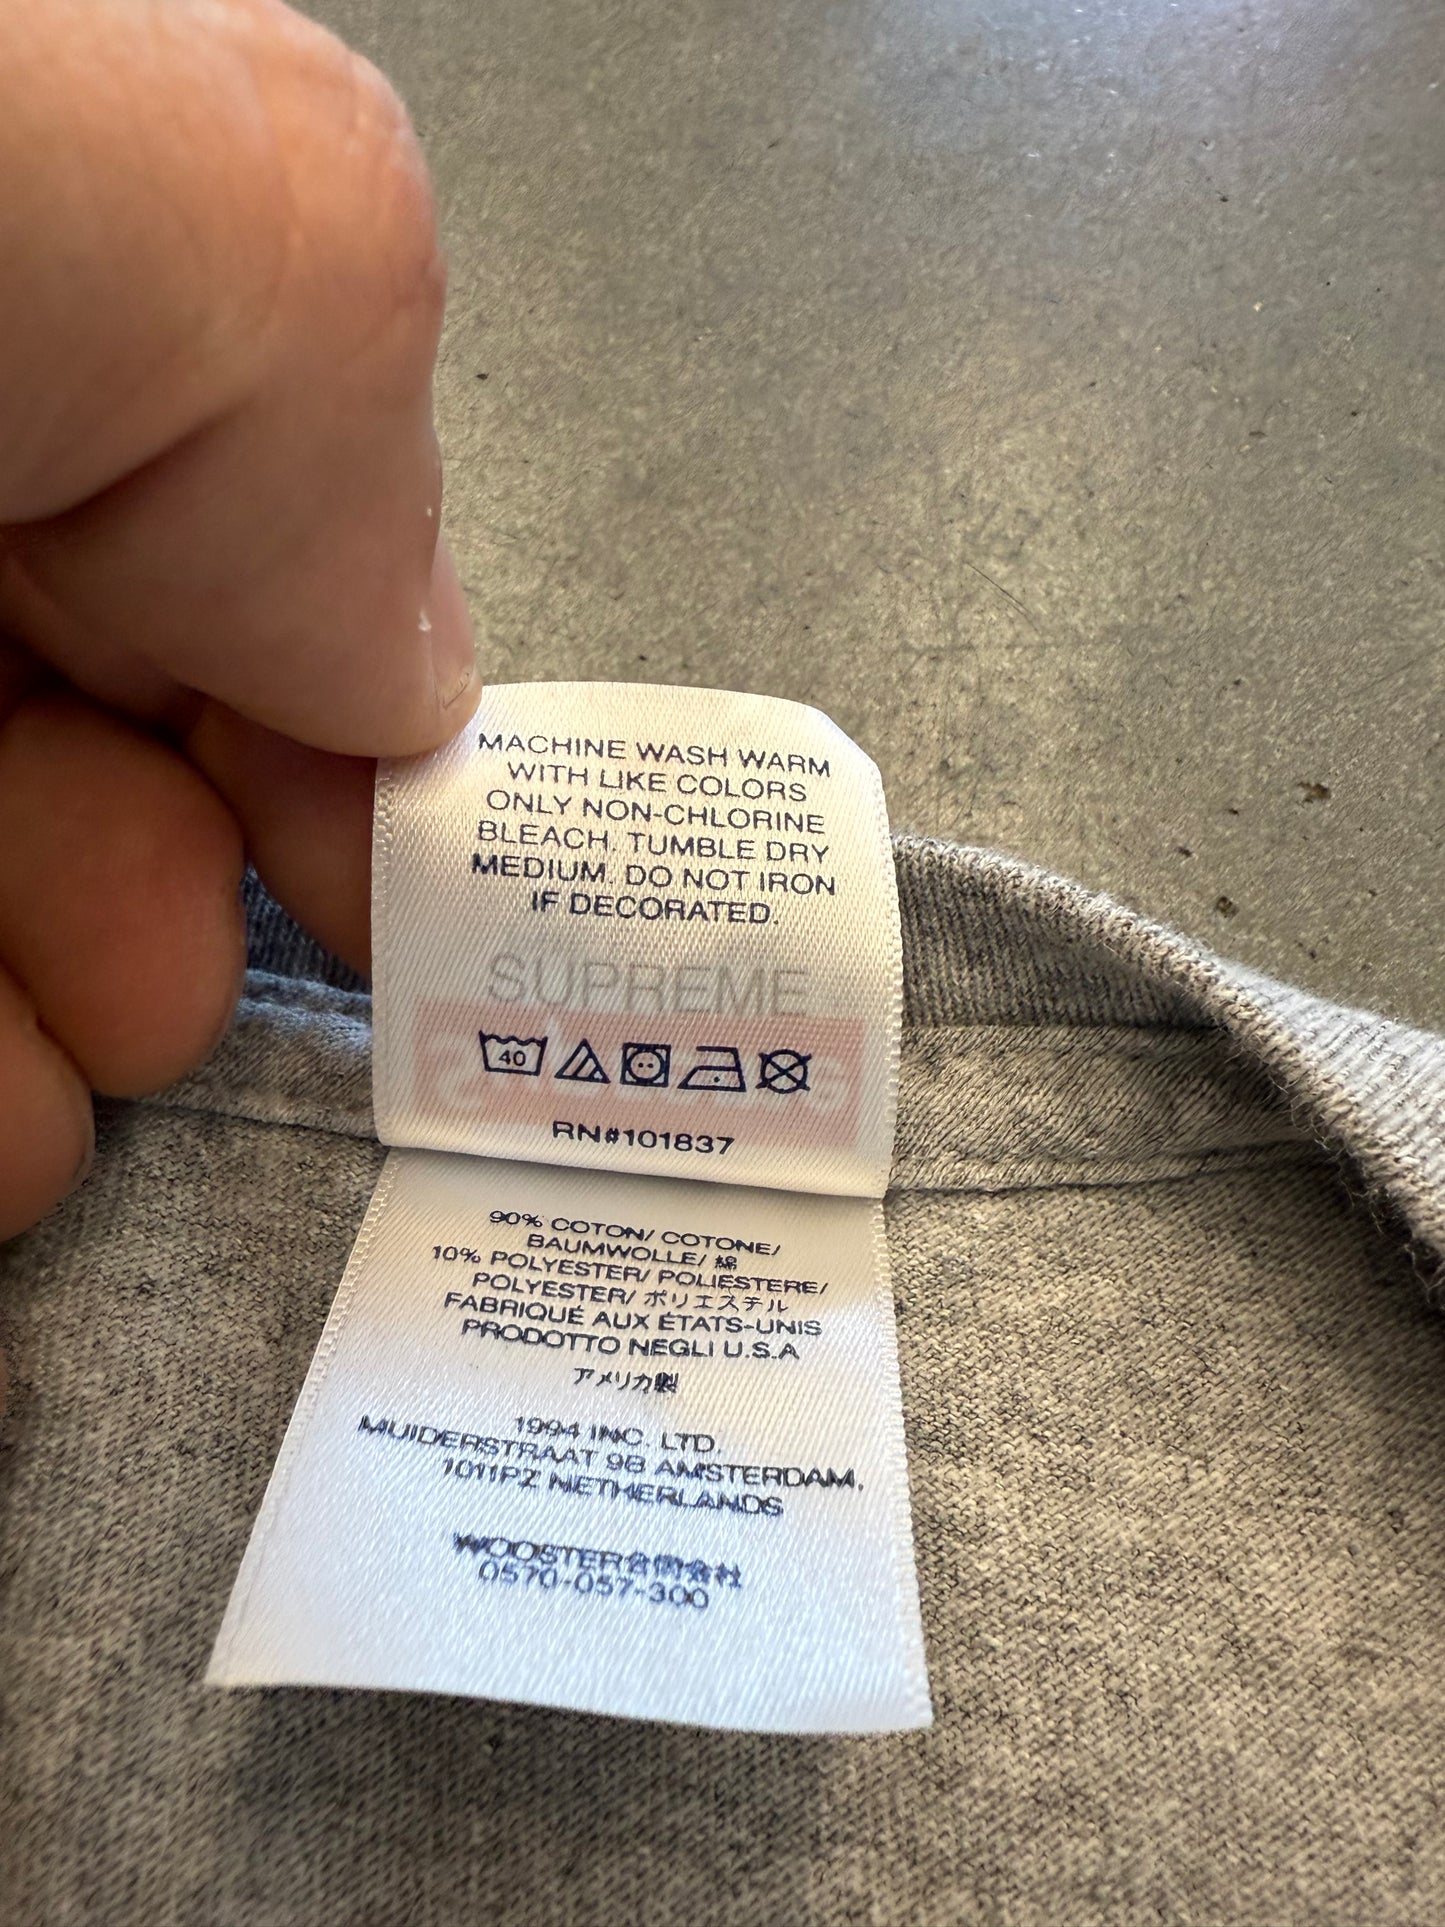 MACHINE WASH WARM
WITH LIKE COLORS
ONLY NON-CHLORINE
BLEACH. TUMBLE DRY
MEDIUM. DO NOT IRON
IF DECORATED.
SUPREME
40
RN#101837
90% COTON/ COTONE/
BAUMWOLLE/ 綿
10% POLYESTER/ POLIESTERE/
POLYESTER/ ポリエステル
FABRIQUÉ AUX ÉTATS-UNIS
PRODOTTO NEGLI U.S.A
アメリカ製
1994 INC. LTD.
MUIDERSTRAAT 9B AMSTERDAM,
1011PZ NETHERLANDS
WOOSTER合同会社
0570-057-300